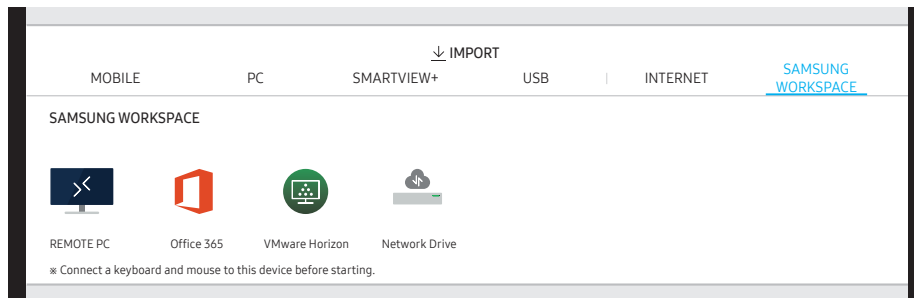 IMPORT
MOBILE PC SMARTVIEW+ USB INTERNET SAMSUNG WORKSPACE
SAMSUNG WORKSPACE
REMOTE PC Office 365 VMware Horizon Network Drive
※ Connect a keyboard and mouse to this device before starting.